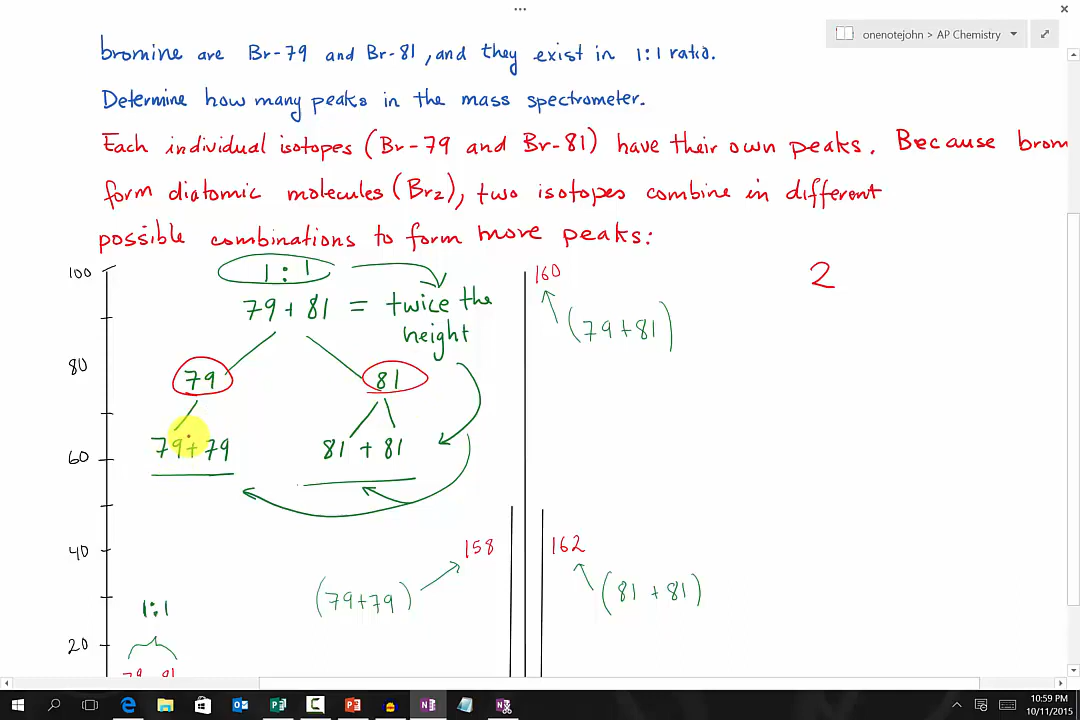 ...
onenotejohn > AP Chemistry
bromine are Br-79 and Br-81, and they exist in 1:1 ratio.
Determine how many peaks in the mass spectrometer.
Each individual isotopes (Br-79 and Br-81) have their own peaks. Because brom
form diatomic molecules (Br2), two isotopes combine in different
possible combinations to form more peaks:
100
1:1
160
2
79+81 = twice the
height
(79+81)
80
79
81
79+79
81 + 81
60
40
158
162
(79+79)
(81 + 81)
1:1
20
79 81
10:59 PM
10/11/2015